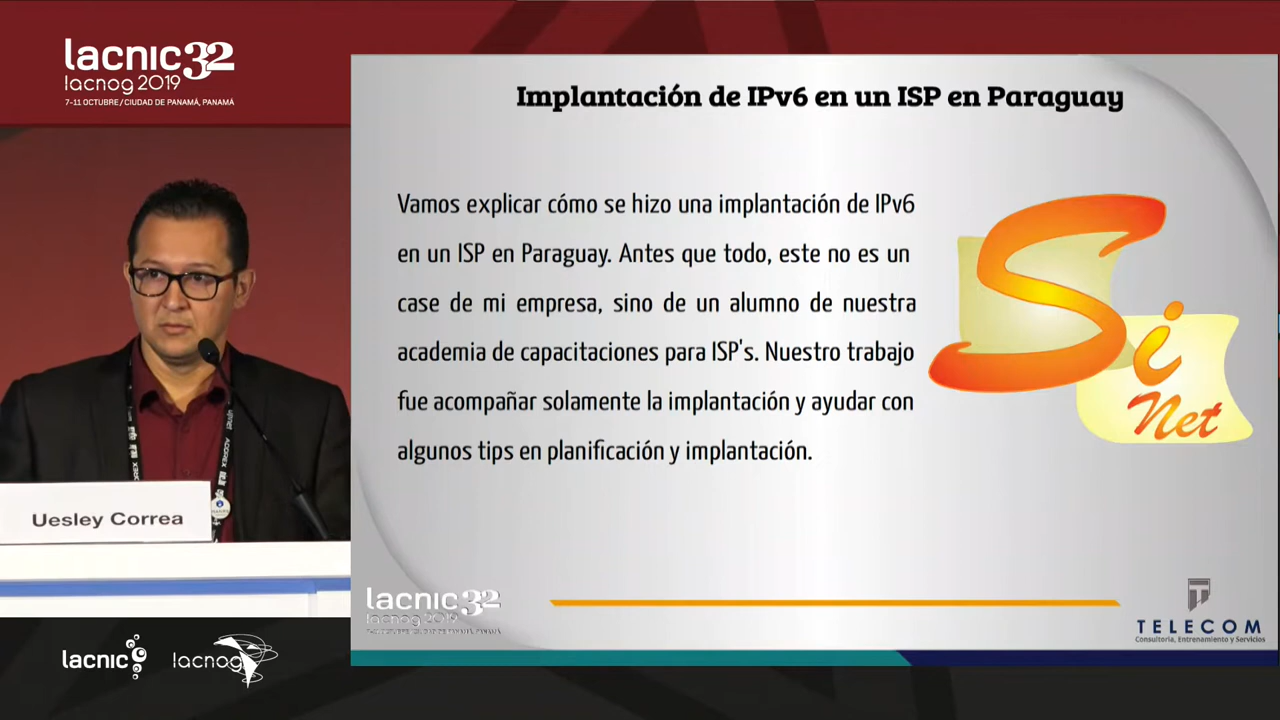 lacnic32
lacnog 2019
7-11 OCTUBRE / CIUDAD DE PANAMÁ, PANAMÁ
Implantación de IPv6 en un ISP en Paraguay
Vamos explicar cómo se hizo una implantación de IPv6
en un ISP en Paraguay. Antes que todo, este no es un
case de mi empresa, sino de un alumno de nuestra
academia de capacitaciones para ISP's. Nuestro trabajo
fue acompañar solamente la implantación y ayudar con
algunos tips en planificación y implantación.
Si
Net
Uesley Correa
lacnic32
lacnog 2019
TELECOM
Consultoria, Entrenamiento y Servicios
lacnic
lacnog